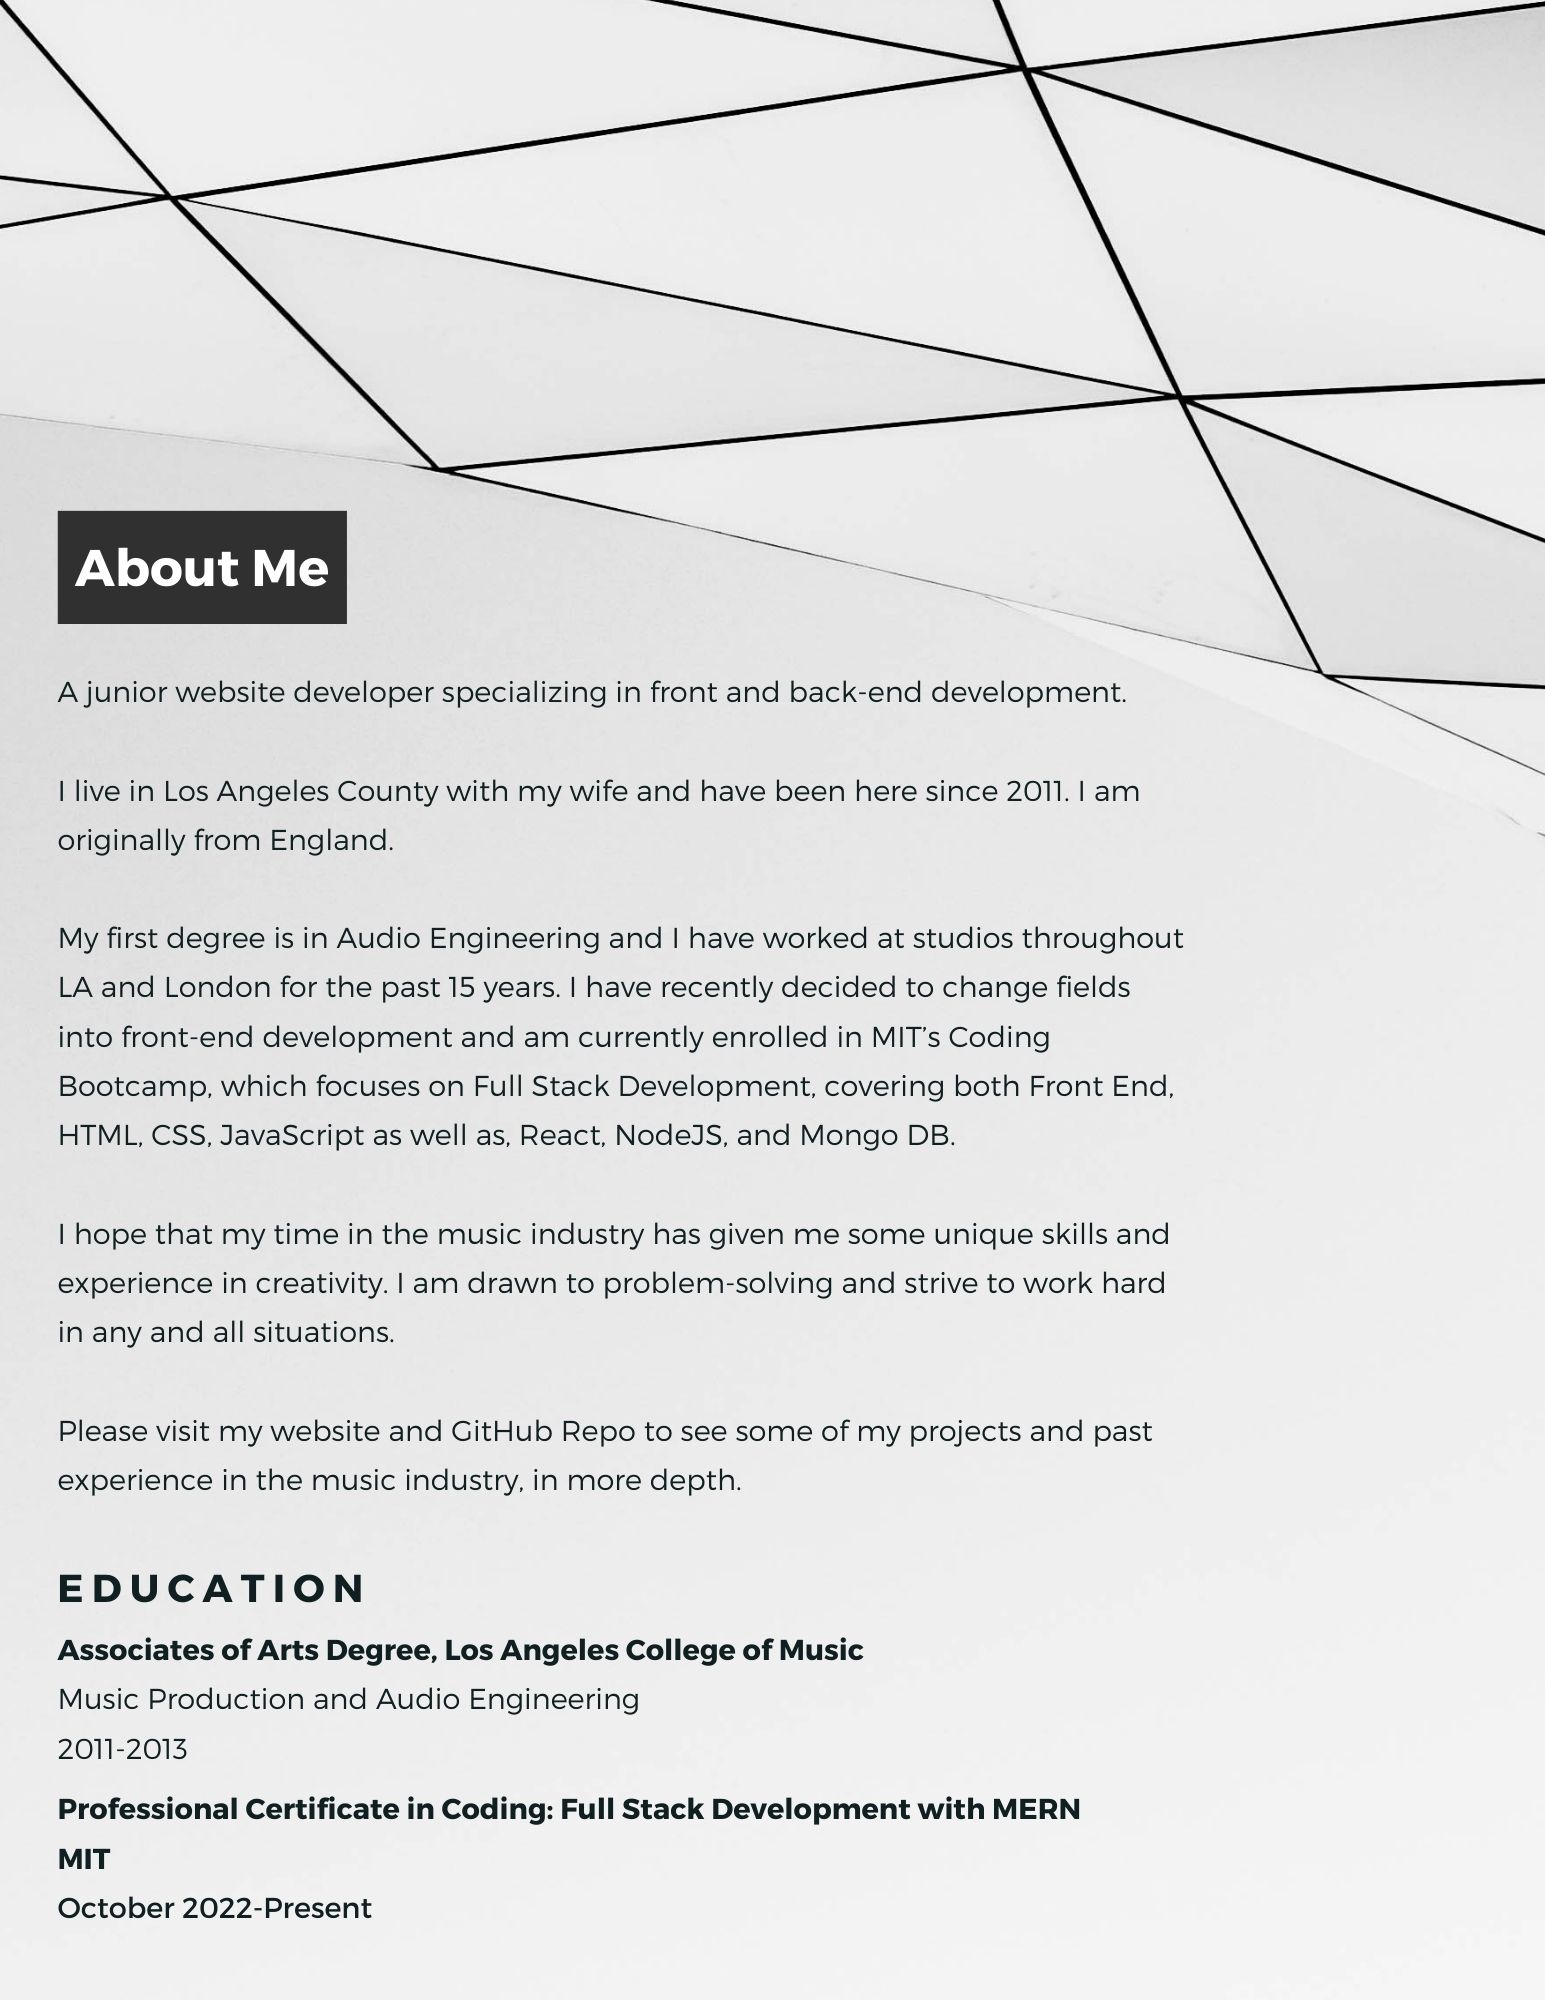 About Me
A junior website developer specializing in front and back-end development.
I live in Los Angeles County with my wife and have been here since 2011. I am
originally from England.
My first degree is in Audio Engineering and I have worked at studios throughout
LA and London for the past 15 years. I have recently decided to change fields
into front-end development and am currently enrolled in MIT’s Coding
Bootcamp, which focuses on Full Stack Development, covering both Front End,
HTML, CSS, JavaScript as well as, React, NodeJS, and Mongo DB.
I hope that my time in the music industry has given me some unique skills and
experience in creativity. I am drawn to problem-solving and strive to work hard
in any and all situations.
Please visit my website and GitHub Repo to see some of my projects and past
experience in the music industry, in more depth.
EDUCATION
Associates of Arts Degree, Los Angeles College of Music
Music Production and Audio Engineering
2011-2013
Professional Certificate in Coding: Full Stack Development with MERN
MIT
October 2022-Present